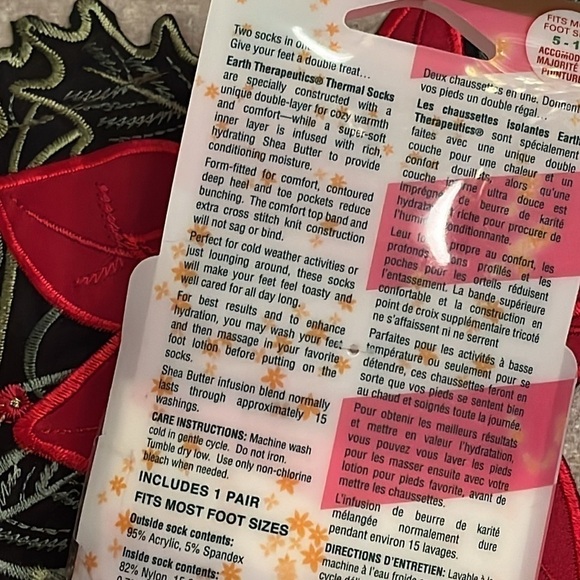 Two socks in
Give your feet a double treat...
Earth Therapeutics® Thermal Socks
are specially constructed with a
unique double-layer for cozy warmth
and comfort—while a super-soft
inner layer is infused with rich,
hydrating Shea Butter to provide
conditioning moisture.
Form-fitted for comfort, contoured
deep heel and toe pockets reduce
bunching. The comfort top band and
extra cross stitch knit construction
will not sag or bind.
Perfect for cold weather activities or
just lounging around, these socks
will make your feet feel toasty and
well cared for all day long.
For best results and to enhance
hydration, you may wash your feet
and then massage in your favorite
foot lotion before putting on the
socks.
Shea Butter infusion blend normally
lasts through approximately 15
washings.
CARE INSTRUCTIONS: Machine wash
cold in gentle cycle. Do not iron.
Tumble dry low. Use only non-chlorine
bleach when needed.
INCLUDES 1 PAIR
FITS MOST FOOT SIZES
Outside sock contents:
95% Acrylic, 5% Spandex
Inside sock contents:
82% Nylon,
FITS
FOOT
5 -
ACCOMOD
MAJORITÉ
POINTUR
Deux chaussettes en une. Donnen
vos pieds un double régal...
Les chaussettes isolantes Earth
Therapeutics® sont spécialement
faites avec une unique double
couche pour une chaleur et un
confort douillet alors qu'une
couche interne ultra douce est
imprégnée de beurre de karité
hydratant riche pour procurer de
l'humidité conditionnante.
propre au confort, les
profonds profilés et les
poches pour les orteils réduisent
l'entassement. La bande supérieure
confortable et la construction en
point de croix supplémentaire tricoté
ne s'affaissent ni ne serrent
Parfaites pour les activités à basse
température ou seulement pour se
détendre, ces chaussettes feront en
sorte que vos pieds se sentent bien
au chaud et soignés toute la journée.
Pour obtenir les meilleurs résultats
et mettre en valeur l'hydratation,
vous pouvez vous laver les pieds
pour les masser ensuite avec votre
lotion pour pieds favorite, avant de
mettre les chaussettes.
L'infusion de beurre de karité
mélangée normalement dure
pendant environ 15 lavages.
DIRECTIONS D'ENTRETIEN: Lavable à
machine à l'eau froide